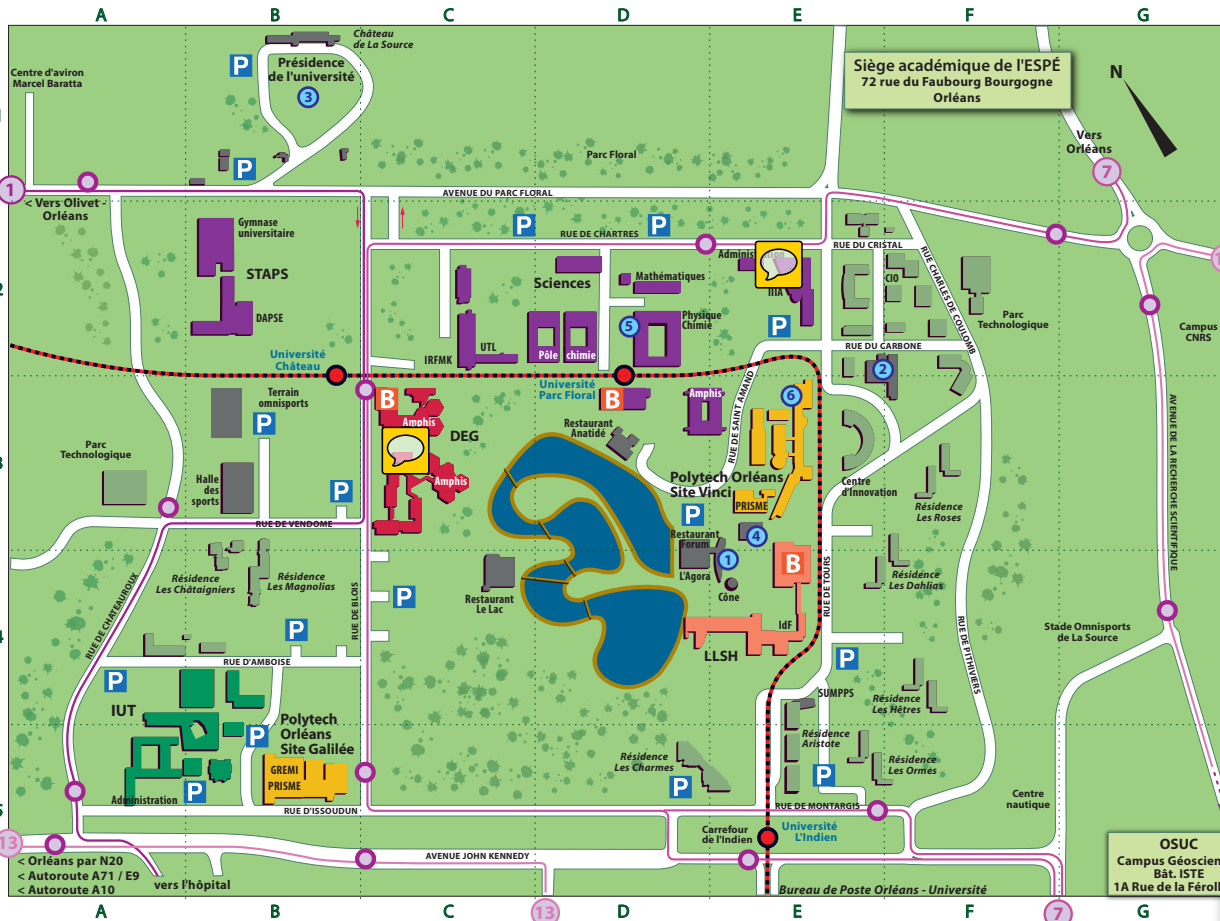 A B C D E F G
Château
de La Source
P
Présidence
de l'université
3
Centre d'aviron
Marcel Baratta
Siège académique de l'ESPÉ
72 rue du Faubourg Bourgogne
Orléans
N
Vers
Orléans
7
Parc Floral
P
1
AVENUE DU PARC FLORAL
< Vers Olivet -
Orléans
Gymnase
universitaire
STAPS
DAPSE
P
P
RUE DE CHARTRES
RUE DU CRISTAL
Sciences
Mathématiques
IIIA
CIO
RUE CHARLES DE COULOMB
Physique
Chimie
5
P
Parc
Technologique
Campus
CNRS
2
IRFMK
UTL
Pôle
chimie
RUE DU CARBONE
Université
Château
Université
Parc Floral
2
B
B
Amphis
6
Terrain
omnisports
P
Amphis
DEG
Restaurant
Anatidé
RUE DE SAINT AMAND
Parc
Technologique
Halle
des
sports
P
Amphis
Polytech Orléans
Site Vinci
PRISME
Centre
d'Innovation
Résidence
Les Roses
AVENUE DE LA RECHERCHE SCIENTIFIQUE
3
RUE DE VENDOME
P
Restaurant
Forum
4
1
L'Agora
Cône
B
Résidence
Les Châtaigniers
Résidence
Les Magnolias
RUE DE BLOIS
P
Restaurant
Le Lac
RUE DE TOURS
Résidence
Les Dahlias
RUE DE CHATEAUROUX
P
IdF
LLSH
P
RUE DE PITHIVIERS
Stade Omnisports
de La Source
4
RUE D'AMBOISE
P
IUT
Polytech
Orléans
Site Galilée
P
SUMPPS
Résidence
Les Hêtres
Résidence
Aristote
GREMI
PRISME
Résidence
Les Charmes
P
P
Résidence
Les Ormes
Administration
P
RUE D'ISSOUDUN
RUE DE MONTARGIS
Centre
nautique
13
Carrefour
de l'Indien
Université
L'Indien
AVENUE JOHN KENNEDY
< Orléans par N20
< Autoroute A71 / E9
< Autoroute A10
vers l'hôpital
Bureau de Poste Orléans - Université
OSUC
Campus Géoscien
Bât. ISTE
1A Rue de la Féroll
A B C D E F G
13
7